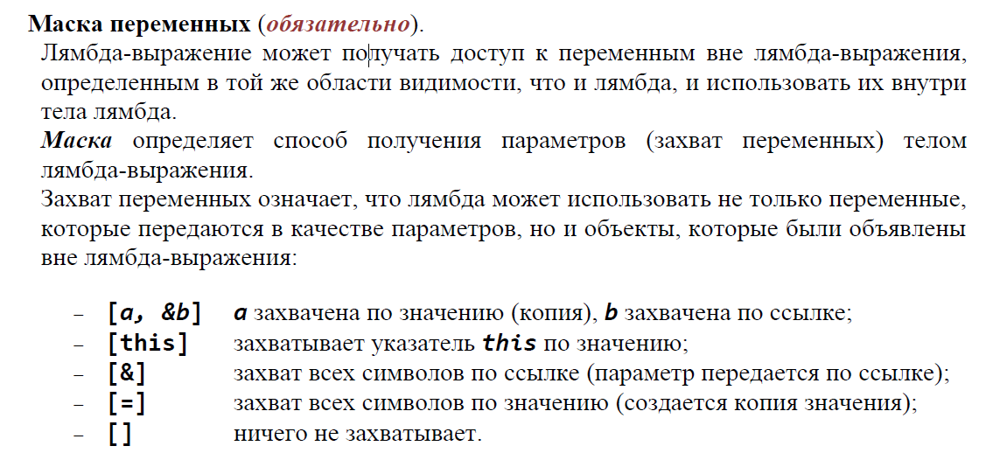 Маска переменных (обязательно).
Лямбда-выражение может получать доступ к переменным вне лямбда-выражения,
определенным в той же области видимости, что и лямбда, и использовать их внутри
тела лямбда.
Маска определяет способ получения параметров (захват переменных) телом
лямбда-выражения.
Захват переменных означает, что лямбда может использовать не только переменные,
которые передаются в качестве параметров, но и объекты, которые были объявлены
вне лямбда-выражения:
– [a, &b] a захвачена по значению (копия), b захвачена по ссылке;
– [this] захватывает указатель this по значению;
– [&] захват всех символов по ссылке (параметр передается по ссылке);
– [=] захват всех символов по значению (создается копия значения);
– [] ничего не захватывает.